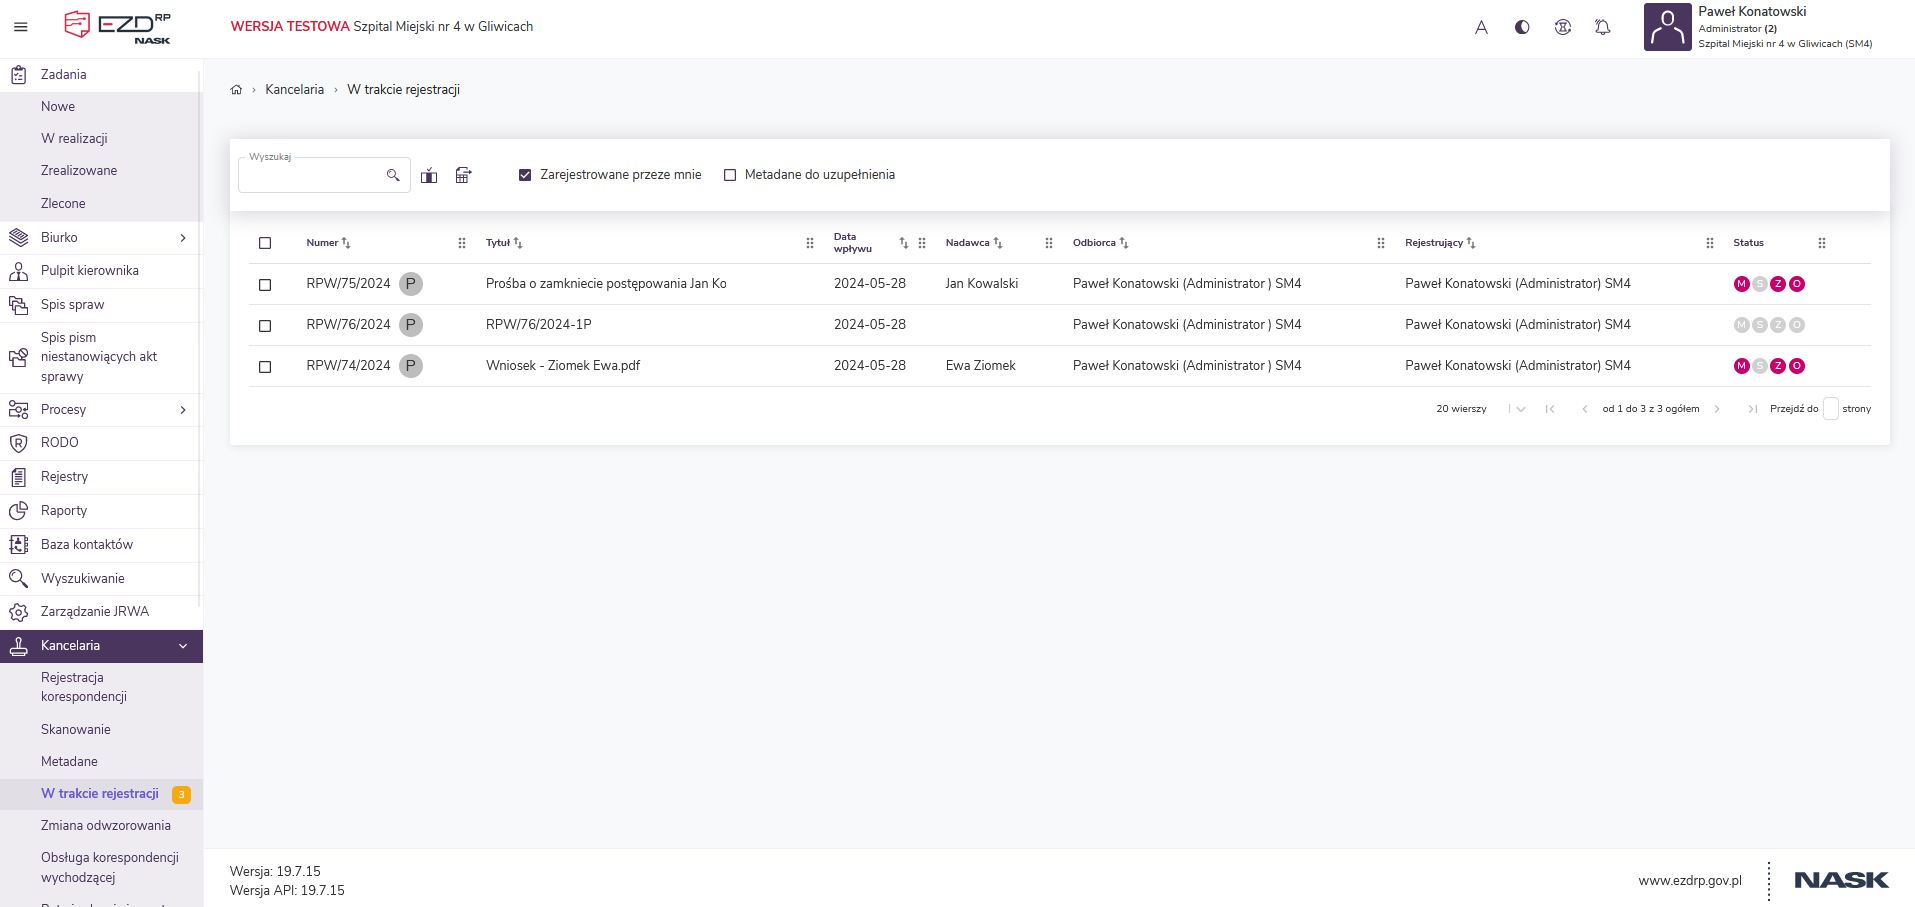 EZD RP
NASK
WERSJA TESTOWA Szpital Miejski nr 4 w Gliwicach
A
Paweł Konatowski
Administrator (2)
Szpital Miejski nr 4 w Gliwicach (SM4)
Zadania
Nowe
W realizacji
Zrealizowane
Zlecone
Biurko
Pulpit kierownika
Spis spraw
Spis pism
niestanowiących akt
sprawy
Procesy
RODO
Rejestry
Raporty
Baza kontaktów
Wyszukiwanie
Zarządzanie JRWA
Kancelaria
Rejestracja
korespondencji
Skanowanie
Metadane
W trakcie rejestracji 3
Zmiana odwzorowania
Obsługa korespondencji
wychodzącej
Kancelaria › W trakcie rejestracji
Wyszukaj
Zarejestrowane przeze mnie Metadane do uzupełnienia
Numer Tytuł Data wpływu Nadawca Odbiorca Rejestrujący Status
RPW/75/2024 P Prośba o zamkniecie postępowania Jan Ko 2024-05-28 Jan Kowalski Paweł Konatowski (Administrator ) SM4 Paweł Konatowski (Administrator) SM4 M S Z O
RPW/76/2024 P RPW/76/2024-1P 2024-05-28 Paweł Konatowski (Administrator ) SM4 Paweł Konatowski (Administrator) SM4 M S Z O
RPW/74/2024 P Wniosek - Ziomek Ewa.pdf 2024-05-28 Ewa Ziomek Paweł Konatowski (Administrator ) SM4 Paweł Konatowski (Administrator) SM4 M S Z O
20 wierszy od 1 do 3 z 3 ogółem Przejdź do strony
Wersja: 19.7.15
Wersja API: 19.7.15
www.ezdrp.gov.pl
NASK